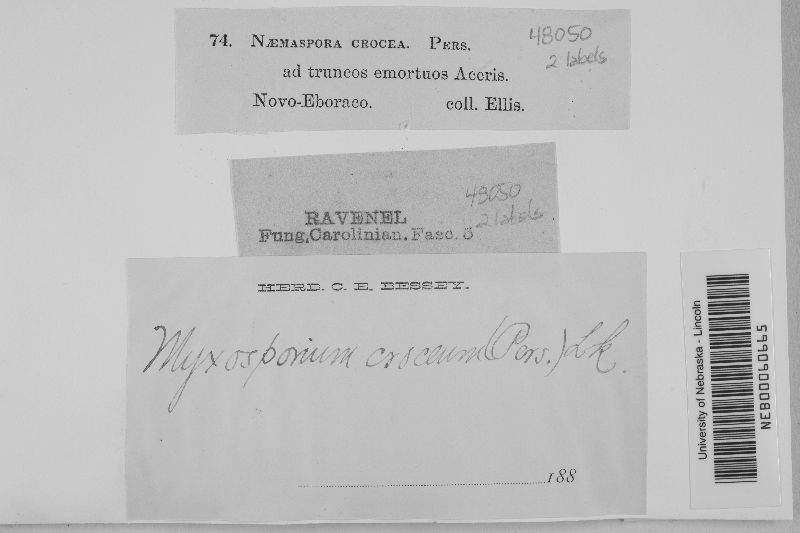 74. NÆMASPORA CROCEA. PERS.
ad truncos emortuos Aceris.
Novo-Eboraco. coll. Ellis.
48050
2 labels
48050
2 labels
RAVENEL
Fung. Carolinian. Fasc. 5
HERB. C. E. BESSEY.
Myxosporium croceum (Pers.) Lk.
188
University of Nebraska - Lincoln
NEB00060665